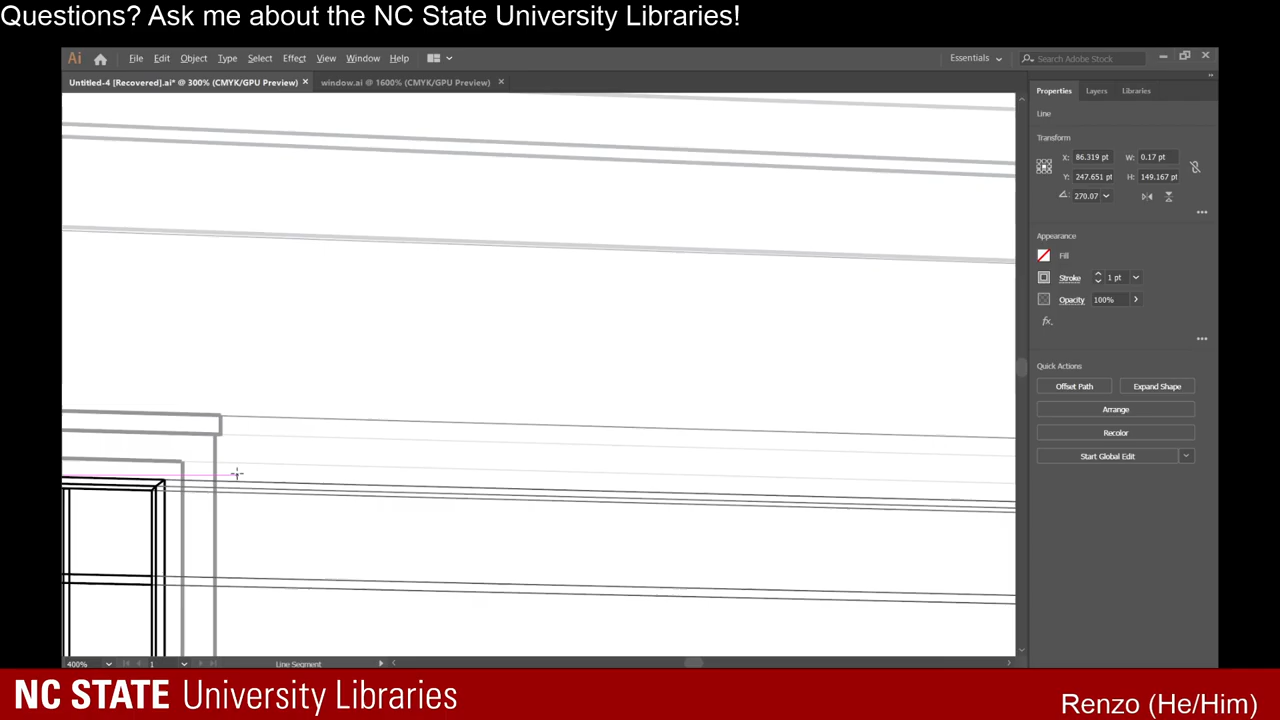 Questions? Ask me about the NC State University Libraries!
Ai File Edit Object Type Select Effect View Window Help Essentials Search Adobe Stock
Untitled-4 [Recovered].ai* @ 300% (CMYK/GPU Preview) × window.ai @ 1600% (CMYK/GPU Preview) ×
Properties Layers Libraries
Line
Transform
X: 86.319 pt W: 0.17 pt
Y: 247.651 pt H: 149.167 pt
270.07
Appearance
Fill
Stroke 1 pt
Opacity 100%
fx.
Quick Actions
Offset Path Expand Shape
Arrange
Recolor
Start Global Edit
400% 1 Line Segment
NC STATE University Libraries
Renzo (He/Him)